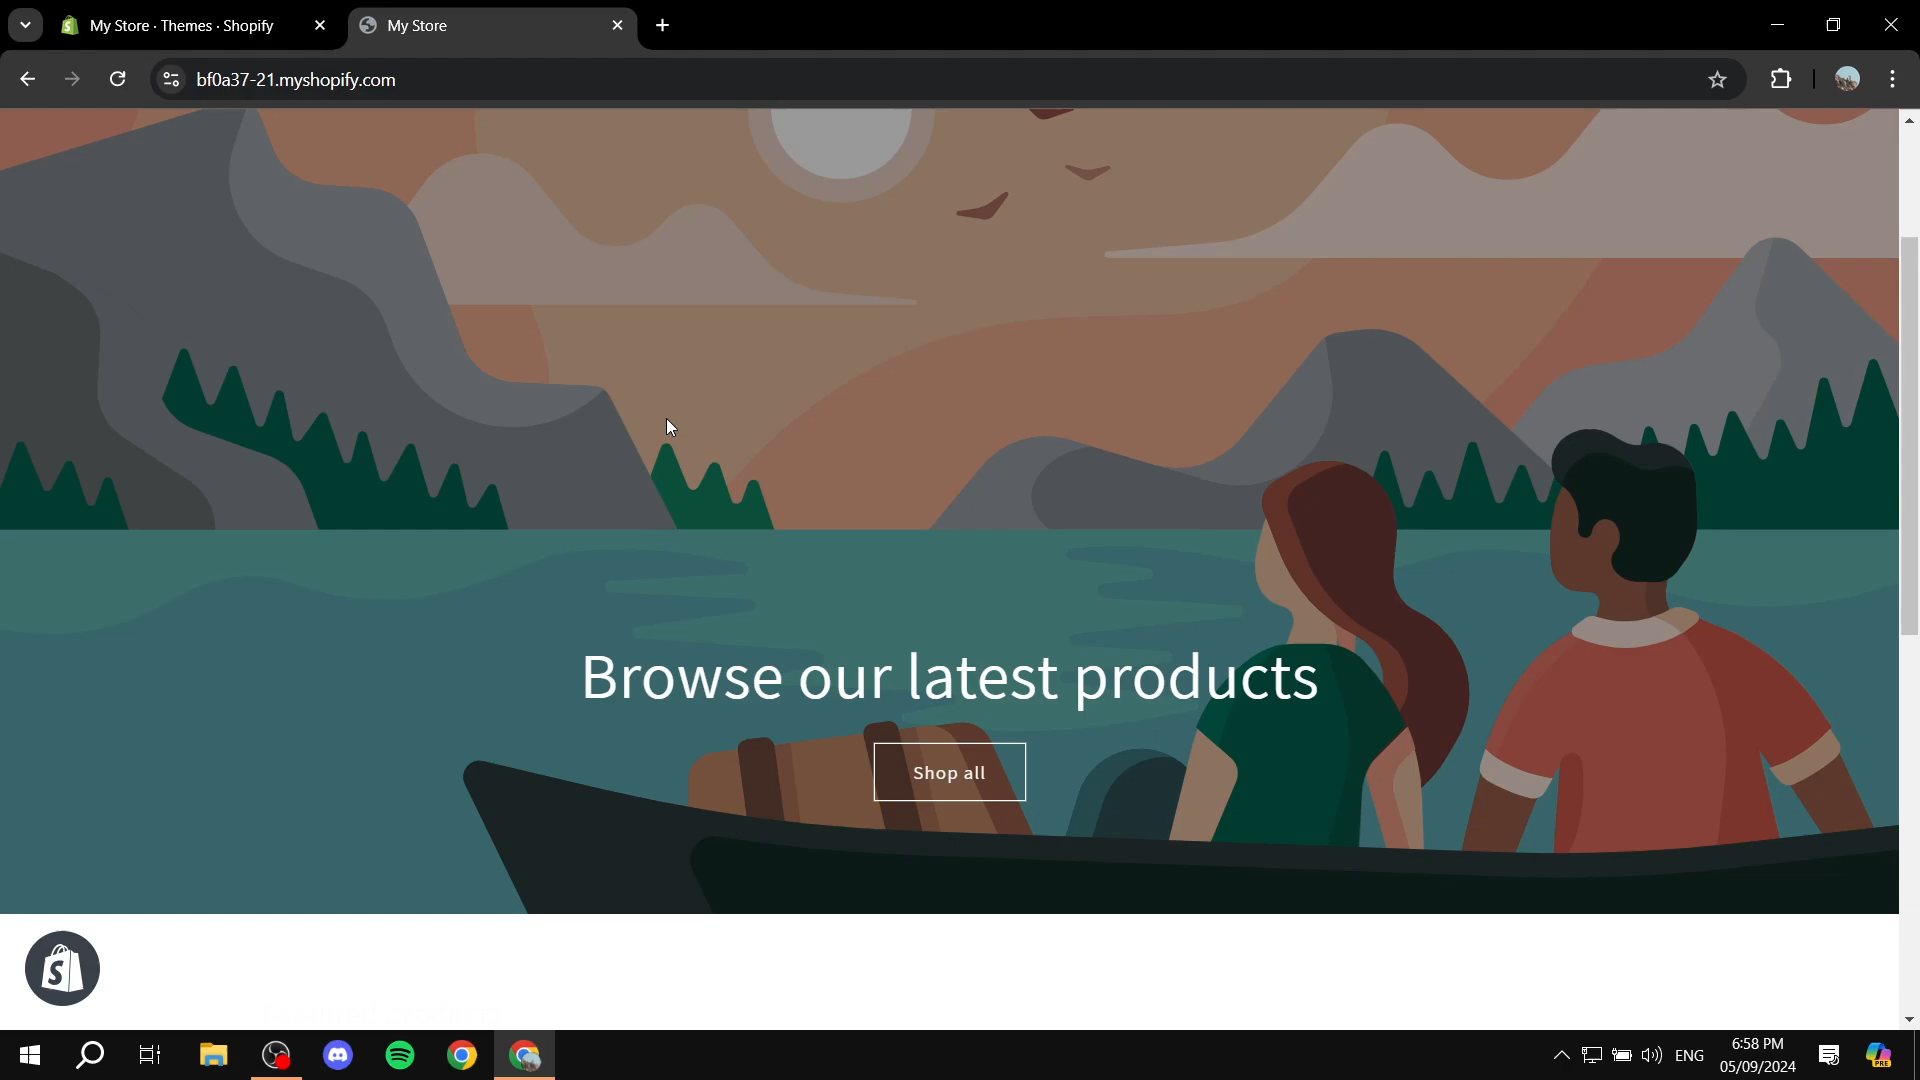 My Store · Themes · Shopify
My Store
bf0a37-21.myshopify.com
Browse our latest products
Shop all
ENG
6:58 PM
05/09/2024
PRE